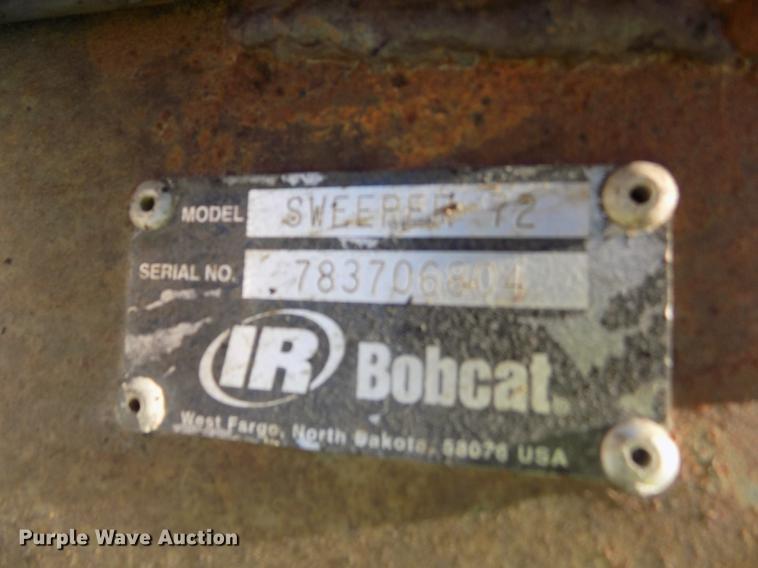 MODEL SWEEPER 72
SERIAL NO. 783706804
IR Bobcat
West Fargo, North Dakota, 58078 USA
Purple Wave Auction